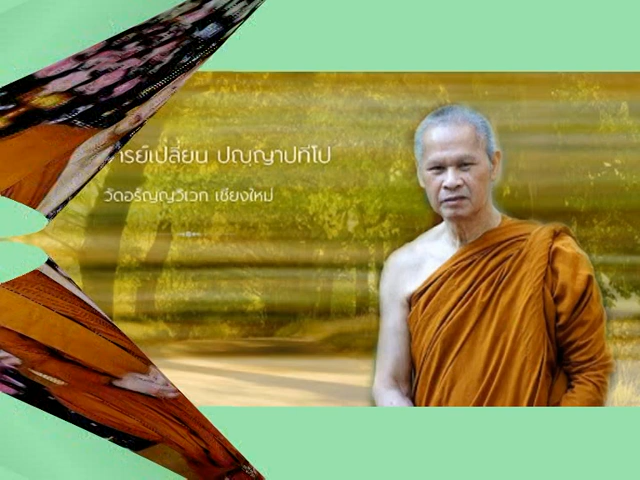 ารย์เปลี่ยน ปญฺญาปทีโป
วัดอรัญญวิเวก เชียงใหม่